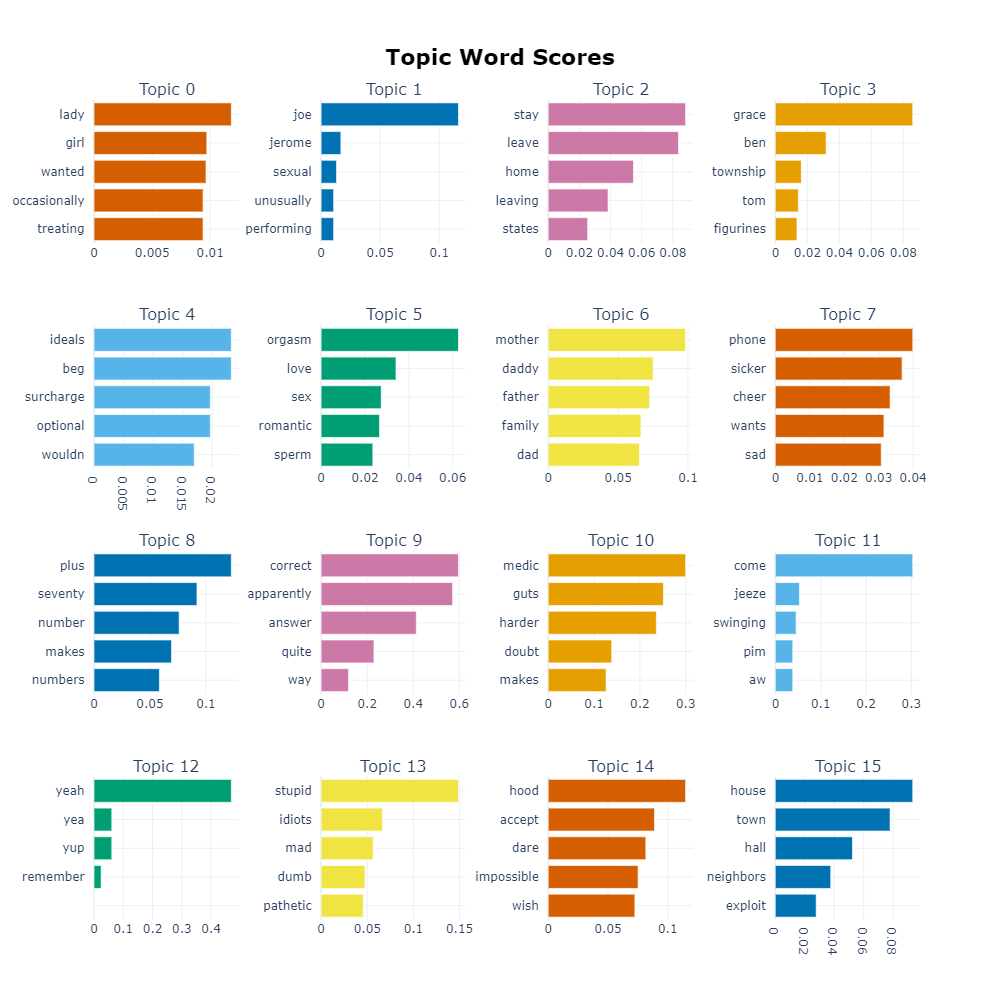 Topic Word Scores
Topic 0
lady
girl
wanted
occasionally
treating
0 0.005 0.01
Topic 1
joe
jerome
sexual
unusually
performing
0 0.05 0.1
Topic 2
stay
leave
home
leaving
states
0 0.02 0.04 0.06 0.08
Topic 3
grace
ben
township
tom
figurines
0 0.02 0.04 0.06 0.08
Topic 4
ideals
beg
surcharge
optional
wouldn
0 0.005 0.01 0.015 0.02
Topic 5
orgasm
love
sex
romantic
sperm
0 0.02 0.04 0.06
Topic 6
mother
daddy
father
family
dad
0 0.05 0.1
Topic 7
phone
sicker
cheer
wants
sad
0 0.01 0.02 0.03 0.04
Topic 8
plus
seventy
number
makes
numbers
0 0.05 0.1
Topic 9
correct
apparently
answer
quite
way
0 0.2 0.4 0.6
Topic 10
medic
guts
harder
doubt
makes
0 0.1 0.2 0.3
Topic 11
come
jeeze
swinging
pim
aw
0 0.1 0.2 0.3
Topic 12
yeah
yea
yup
remember
0 0.1 0.2 0.3 0.4
Topic 13
stupid
idiots
mad
dumb
pathetic
0 0.05 0.1 0.15
Topic 14
hood
accept
dare
impossible
wish
0 0.05 0.1
Topic 15
house
town
hall
neighbors
exploit
0 0.02 0.04 0.06 0.08